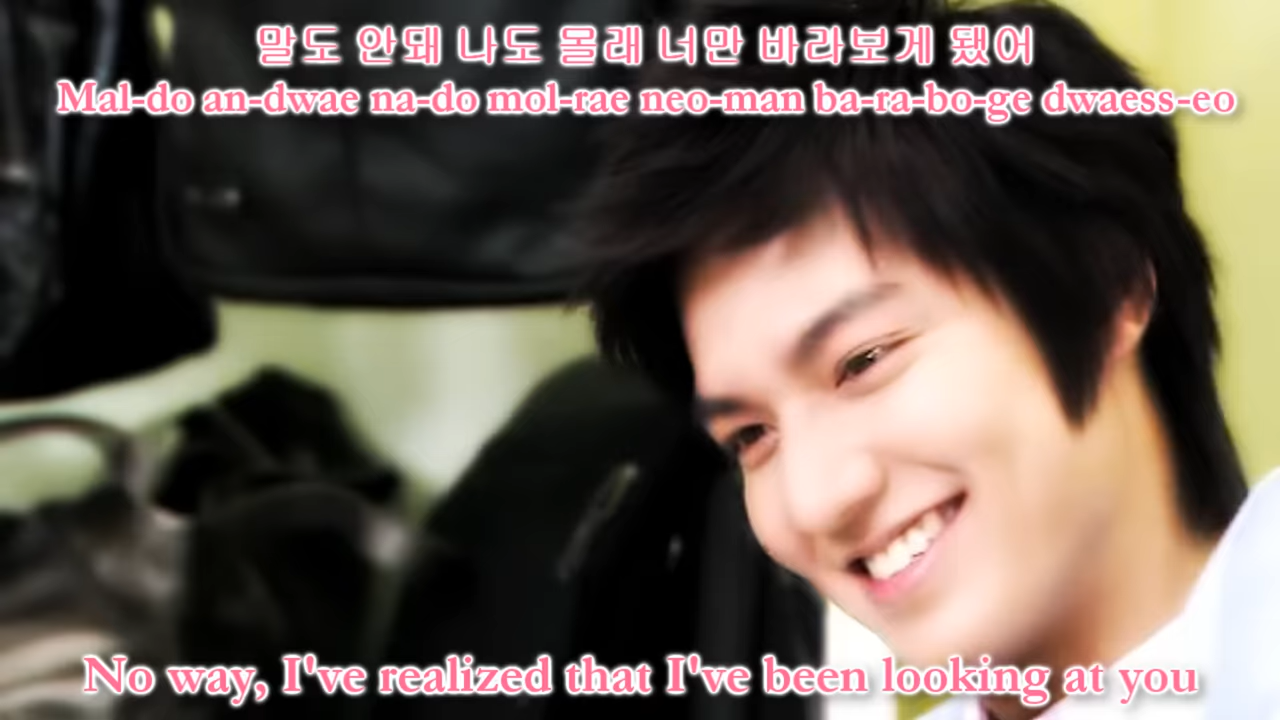 말도 안돼 나도 몰래 너만 바라보게 됐어
Mal-do an-dwae na-do mol-rae neo-man ba-ra-bo-ge dwaess-eo
No way, I've realized that I've been looking at you